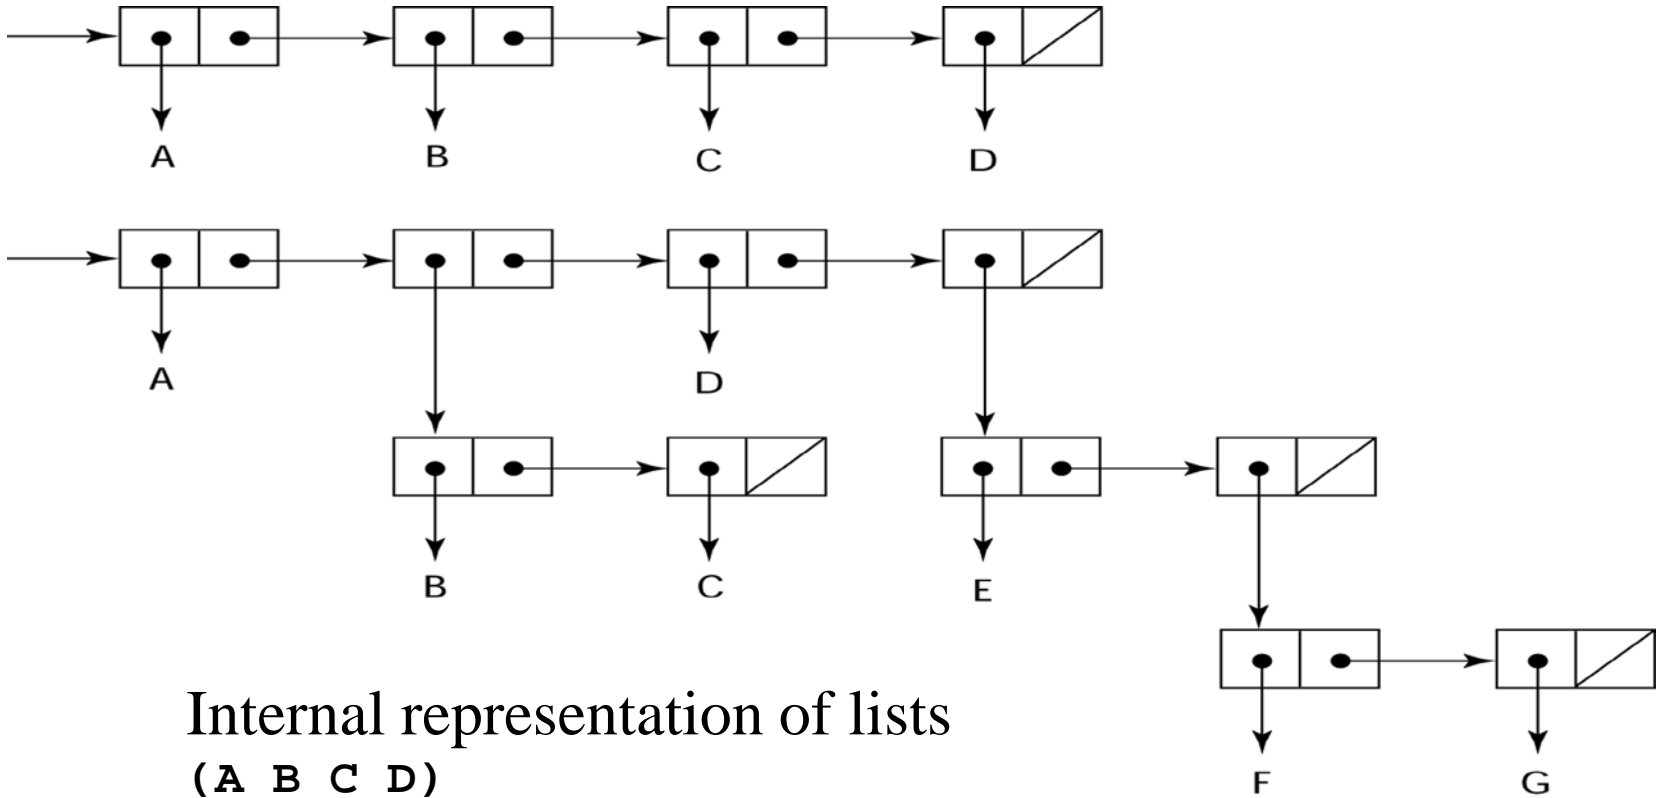 A B C D
A D
B C E
F G
Internal representation of lists
(A B C D)